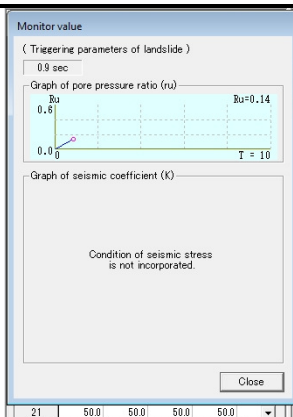 Monitor value
( Triggering parameters of landslide )
0.9 sec
Graph of pore pressure ratio (ru)
Ru
Ru=0.14
0.6
0.0
0
T = 10
Graph of seismic coefficient (K)
Condition of seismic stress
is not incorporated.
Close
21 50.0 50.0 50.0 50.0